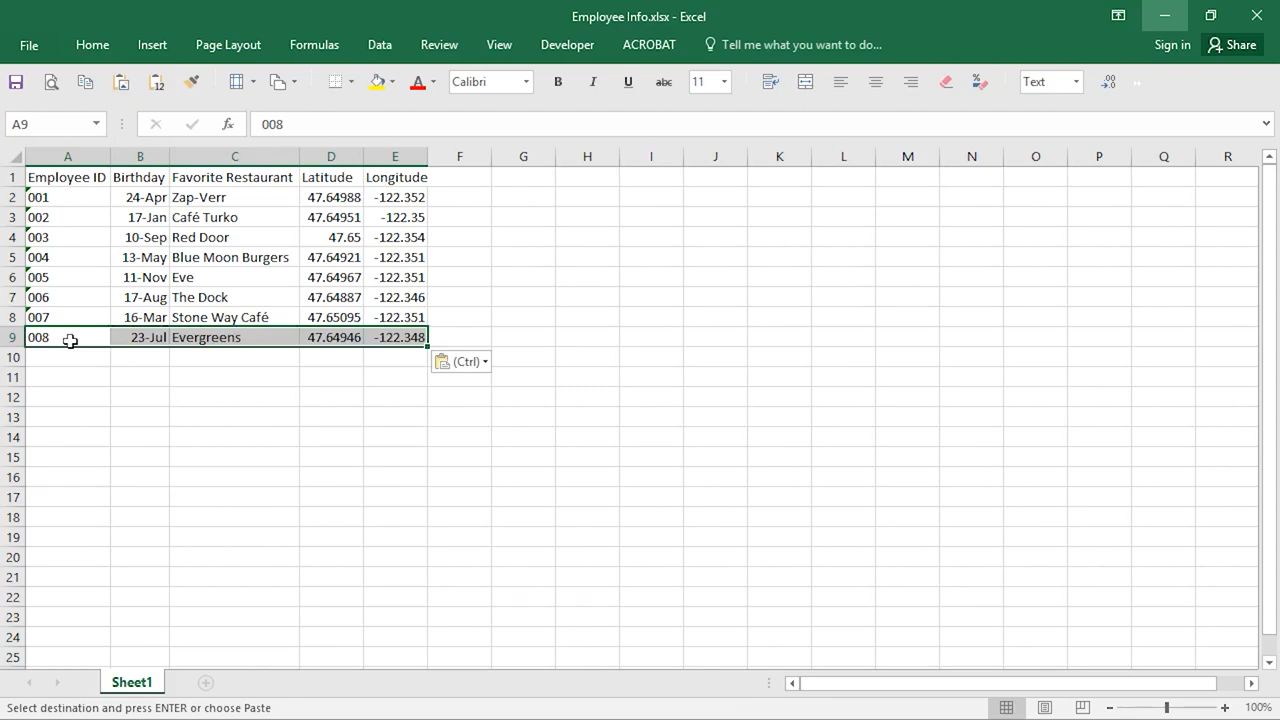 Employee Info.xlsx - Excel
File Home Insert Page Layout Formulas Data Review View Developer ACROBAT Tell me what you want to do... Sign in Share
12 A Calibri B I U abc 11 A Text .00
A9 fx 008
A B C D E F G H I J K L M N O P Q R
1 Employee ID Birthday Favorite Restaurant Latitude Longitude
2 001 24-Apr Zap-Verr 47.64988 -122.352
3 002 17-Jan Café Turko 47.64951 -122.35
4 003 10-Sep Red Door 47.65 -122.354
5 004 13-May Blue Moon Burgers 47.64921 -122.351
6 005 11-Nov Eve 47.64967 -122.351
7 006 17-Aug The Dock 47.64887 -122.346
8 007 16-Mar Stone Way Café 47.65095 -122.351
9 008 23-Jul Evergreens 47.64946 -122.348
10 (Ctrl)
11
12
13
14
15
16
17
18
19
20
21
22
23
24
25
Sheet1
Select destination and press ENTER or choose Paste 100%